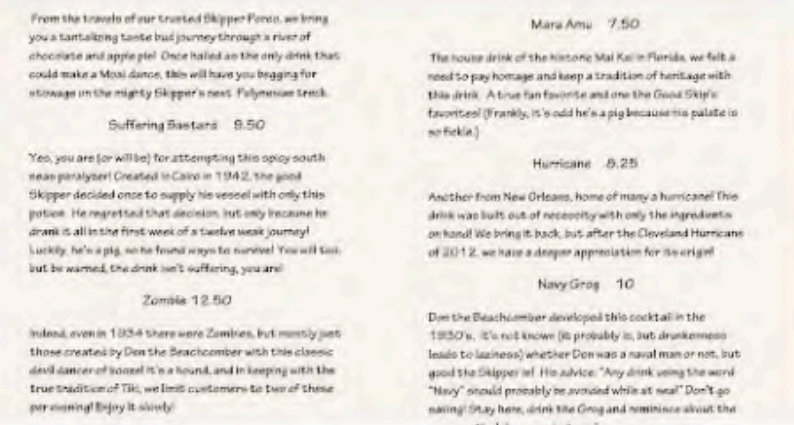 From the travels of our trusted Skipper Porco, we bring
you a tantalizing taste bud journey through a river of
chocolate and apple pie! Once hailed as the only drink that
could make a Moai dance, this will have you begging for
stowage on the mighty Skipper's next Polynesian trek.
Suffering Bastard 9.50
Yes, you are (or will be) for attempting this spicy south
seas paralyzer! Created in Cairo in 1942, the good
Skipper decided once to supply his vessel with only this
potion. He regretted that decision, but only because he
drank it all in the first week of a twelve week journey!
Luckily, he's a pig, so he found ways to survive! You will too,
but be warned, the drink isn't suffering, you are!
Zombie 12.50
Indeed, even in 1934 there were Zombies, but mostly just
those created by Don the Beachcomber with this classic
devil dancer of booze! It's a hound, and in keeping with the
true tradition of Tiki, we limit customers to two of these
per evening! Enjoy it slowly!
Mara Amu 7.50
The house drink of the historic Mai Kai in Florida, we felt a
need to pay homage and keep a tradition of heritage with
this drink. A true fan favorite and one the Good Skip's
favorites! (Frankly, it's odd he's a pig because his palate is
so fickle.)
Hurricane 8.25
Another from New Orleans, home of many a hurricane! This
drink was built out of necessity with only the ingredients
on hand! We bring it back, but after the Cleveland Hurricane
of 2012, we have a deeper appreciation for its origin!
Navy Grog 10
Don the Beachcomber developed this cocktail in the
1930's. It's not known (it probably is, but drunkenness
leads to laziness) whether Don was a naval man or not, but
good the Skipper is! His advice: "Any drink using the word
"Navy" should probably be avoided while at sea!" Don't go
sailing! Stay here, drink the Grog and reminisce about the